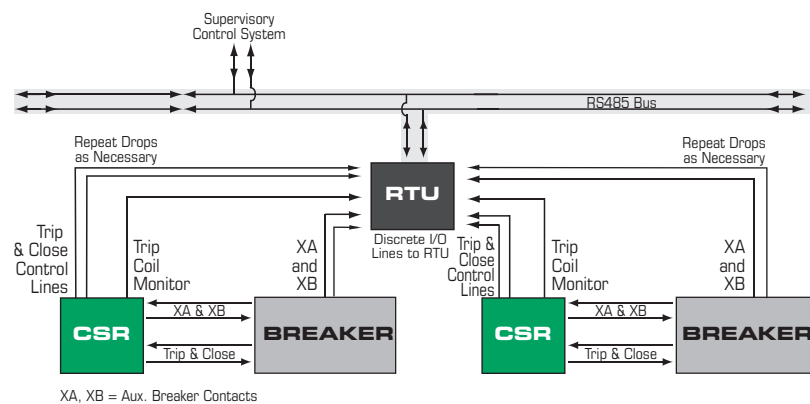 Supervisory
Control System
RS485 Bus
Repeat Drops
as Necessary
Repeat Drops
as Necessary
RTU
Discrete I/O
Lines to RTU
Trip
& Close
Control
Lines
Trip
Coil
Monitor
XA
and
XB
Trip &
Close
Control
Lines
Trip
Coil
Monitor
XA
and
XB
CSR
XA & XB
Trip & Close
BREAKER
CSR
XA & XB
Trip & Close
BREAKER
XA, XB = Aux. Breaker Contacts